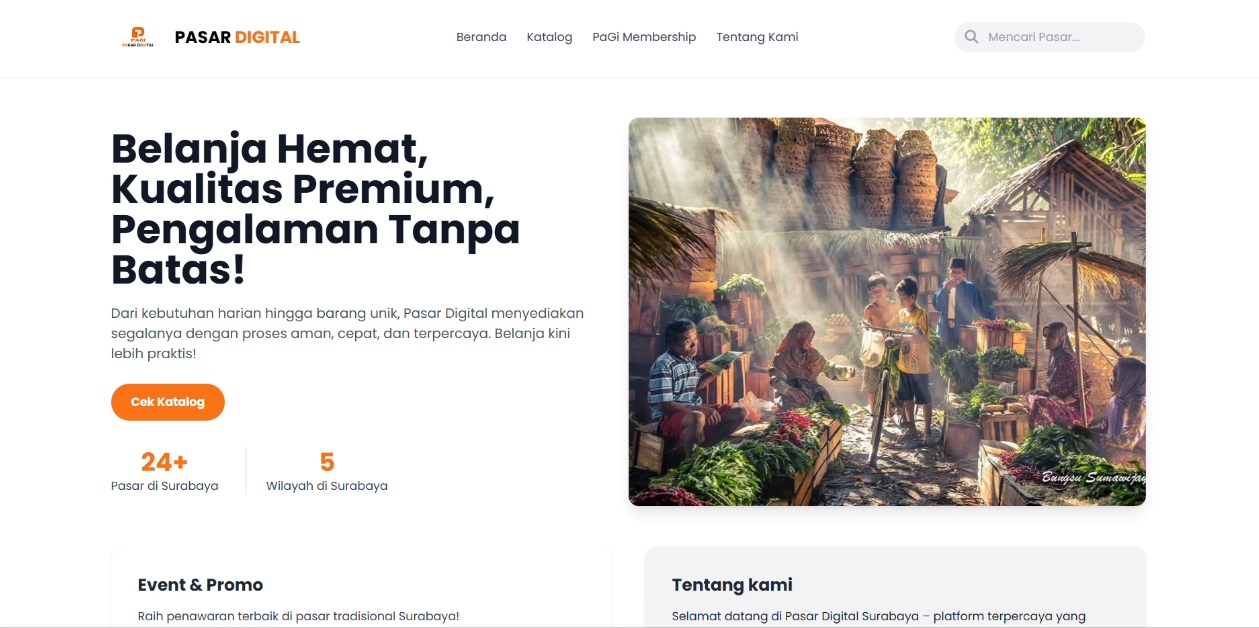 PaGi
PASAR DIGITAL
PASAR DIGITAL
Beranda
Katalog
PaGi Membership
Tentang Kami
Mencari Pasar...
Belanja Hemat,
Kualitas Premium,
Pengalaman Tanpa
Batas!
Dari kebutuhan harian hingga barang unik, Pasar Digital menyediakan
segalanya dengan proses aman, cepat, dan terpercaya. Belanja kini
lebih praktis!
Cek Katalog
24+
Pasar di Surabaya
5
Wilayah di Surabaya
Bungsu Sumawijay
Event & Promo
Raih penawaran terbaik di pasar tradisional Surabaya!
Tentang kami
Selamat datang di Pasar Digital Surabaya – platform terpercaya yang